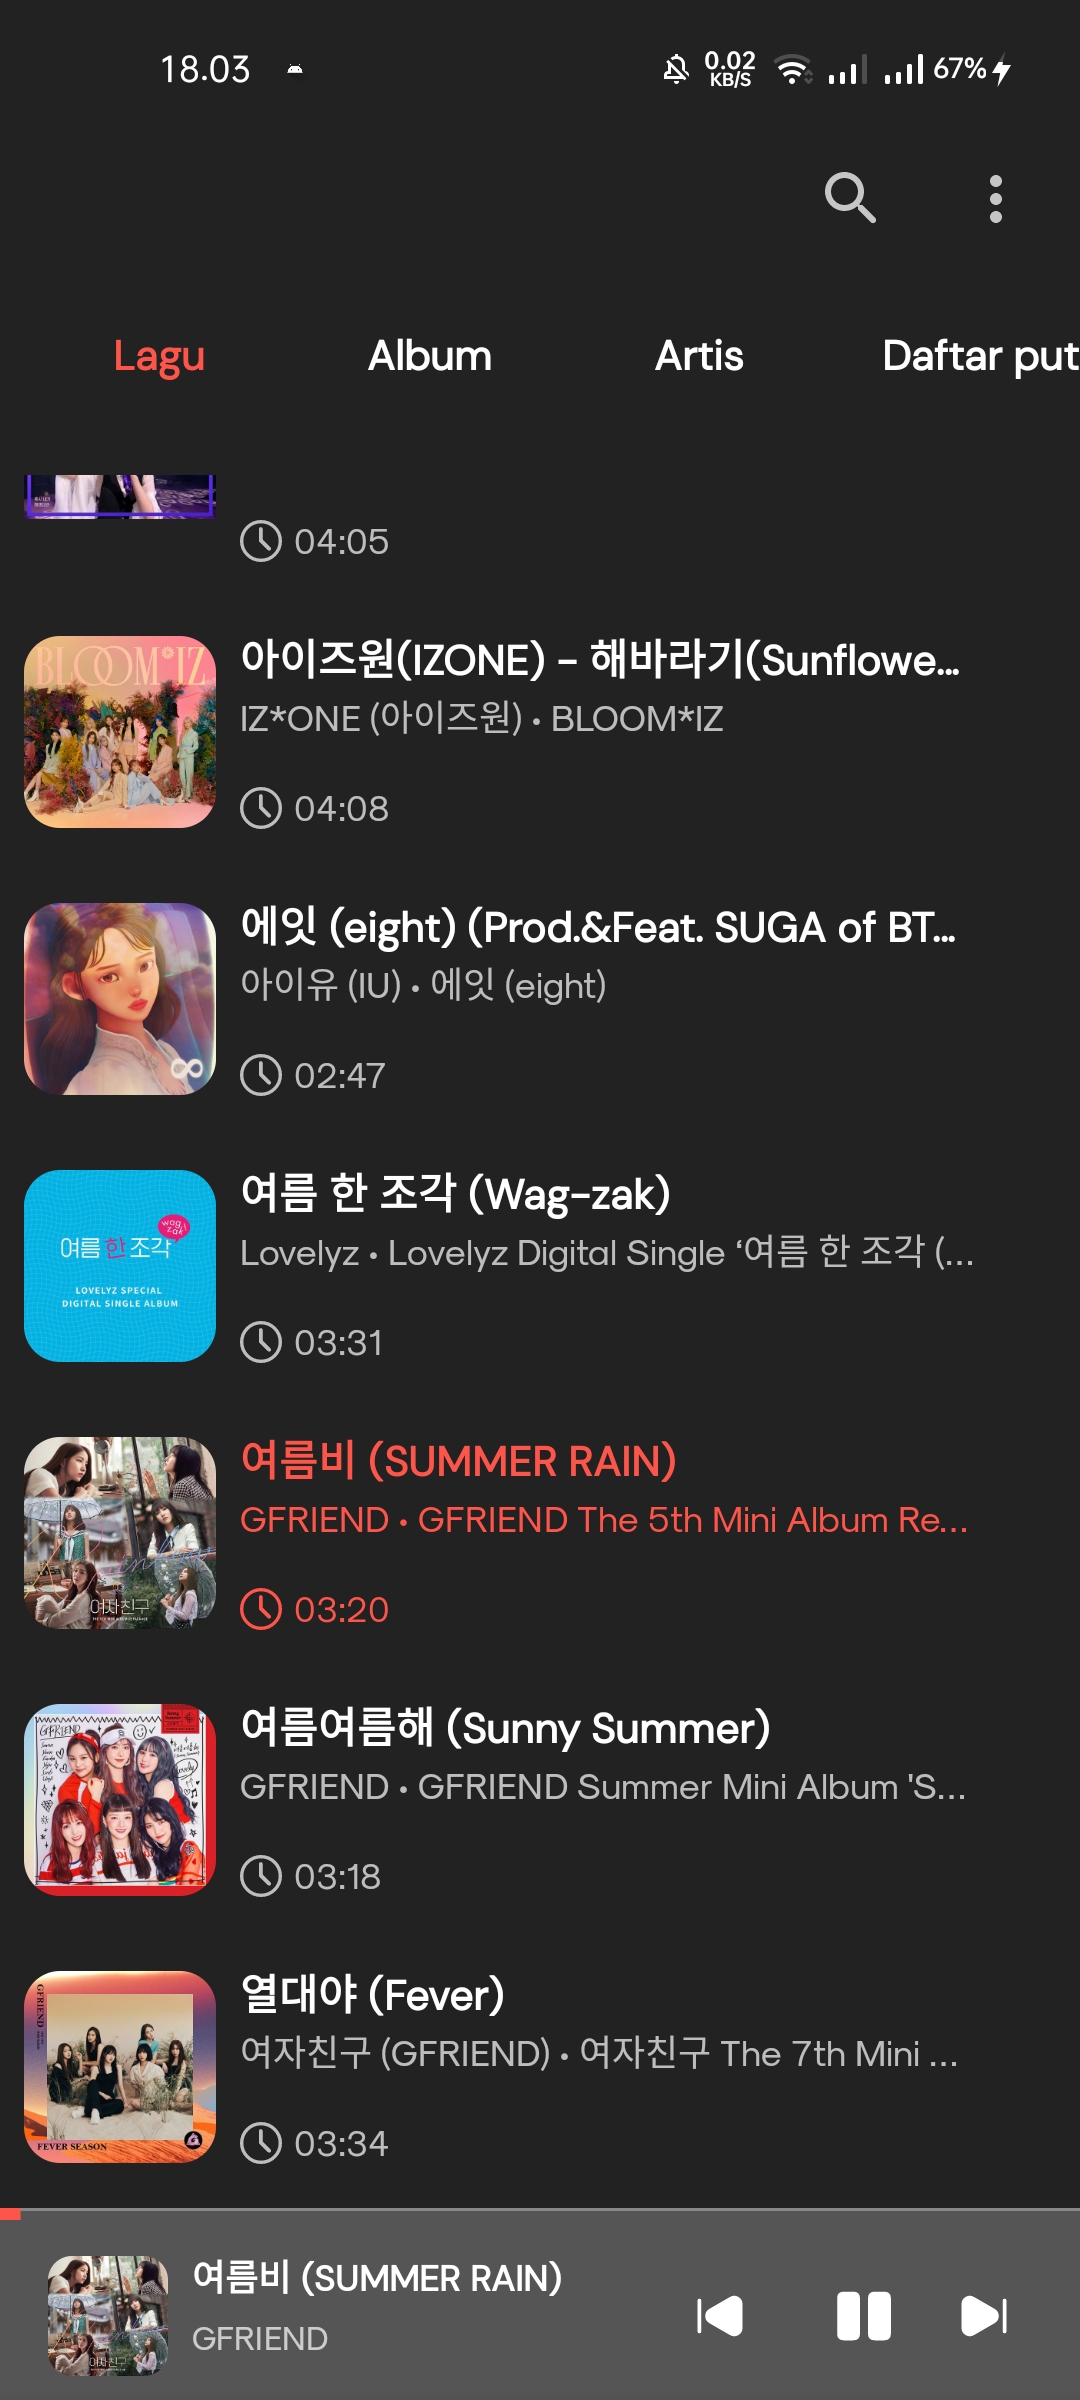 18.03
0.02
KB/S
67%
Lagu
Album
Artis
Daftar put
04:05
BLOOM*IZ
아이즈원(IZONE) - 해바라기(Sunflowe...
IZ*ONE (아이즈원) • BLOOM*IZ
04:08
에잇 (eight) (Prod.&Feat. SUGA of BT...
아이유 (IU) • 에잇 (eight)
02:47
wag-zak
여름 한 조각
LOVELYZ SPECIAL
DIGITAL SINGLE ALBUM
여름 한 조각 (Wag-zak)
Lovelyz • Lovelyz Digital Single ‘여름 한 조각 (...
03:31
여자친구
여름비 (SUMMER RAIN)
GFRIEND • GFRIEND The 5th Mini Album Re...
03:20
GFRIEND
여름여름해 (Sunny Summer)
GFRIEND • GFRIEND Summer Mini Album 'S...
03:18
GFRIEND
FEVER SEASON
열대야 (Fever)
여자친구 (GFRIEND) • 여자친구 The 7th Mini ...
03:34
여자친구
여름비 (SUMMER RAIN)
GFRIEND